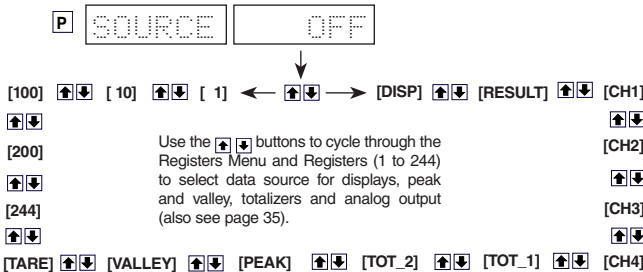 P SOURCE OFF
[100] [ 10] [ 1] [DISP] [RESULT] [CH1]
[200] [CH2]
[244] [CH3]
Use the buttons to cycle through the
Registers Menu and Registers (1 to 244)
to select data source for displays, peak
and valley, totalizers and analog output
(also see page 35).
[TARE] [VALLEY] [PEAK] [TOT_2] [TOT_1] [CH4]